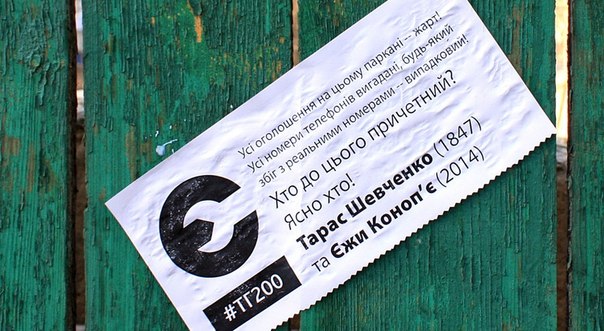 Усі оголошення на цьому паркані -- жарт!
Усі номери телефонів вигадані, будь-який
збіг з реальними номерами -- випадковий!
Хто до цього причетний?
Ясно хто!
Тарас Шевченко (1847)
та Єжи Коноп'є (2014)
Є
#ТГ200